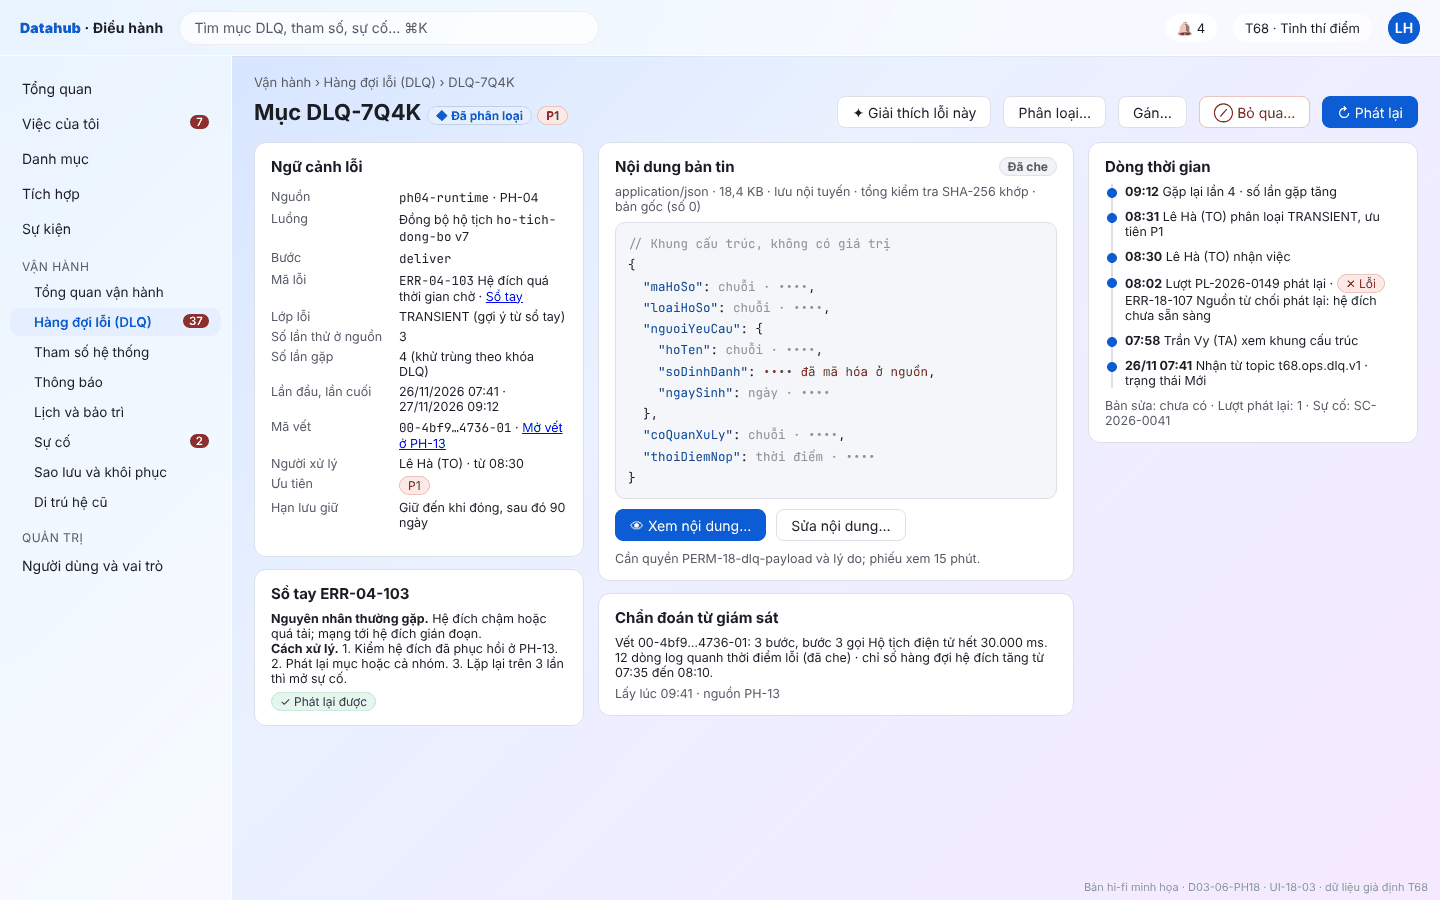 Datahub · Điều hành
Tìm mục DLQ, tham số, sự cố... ⌘K
4
T68 · Tỉnh thí điểm
LH
Tổng quan
Việc của tôi 7
Danh mục
Tích hợp
Sự kiện
VẬN HÀNH
Tổng quan vận hành
Hàng đợi lỗi (DLQ) 37
Tham số hệ thống
Thông báo
Lịch và bảo trì
Sự cố 2
Sao lưu và khôi phục
Di trú hệ cũ
QUẢN TRỊ
Người dùng và vai trò
Vận hành › Hàng đợi lỗi (DLQ) › DLQ-7Q4K
Mục DLQ-7Q4K ◆ Đã phân loại P1
✦ Giải thích lỗi này
Phân loại...
Gán...
Bỏ qua...
↻ Phát lại
Ngữ cảnh lỗi
Nguồn ph04-runtime · PH-04
Luồng Đồng bộ hộ tịch ho-tich-
dong-bo v7
Bước deliver
Mã lỗi ERR-04-103 Hệ đích quá
thời gian chờ · Sổ tay
Lớp lỗi TRANSIENT (gợi ý từ sổ tay)
Số lần thử ở nguồn 3
Số lần gặp 4 (khử trùng theo khóa
DLQ)
Lần đầu, lần cuối 26/11/2026 07:41 ·
27/11/2026 09:12
Mã vết 00-4bf9…4736-01 · Mở vết
ở PH-13
Người xử lý Lê Hà (TO) · từ 08:30
Ưu tiên P1
Hạn lưu giữ Giữ đến khi đóng, sau đó 90
ngày
Sổ tay ERR-04-103
Nguyên nhân thường gặp. Hệ đích chậm hoặc
quá tải; mạng tới hệ đích gián đoạn.
Cách xử lý. 1. Kiểm hệ đích đã phục hồi ở PH-13.
2. Phát lại mục hoặc cả nhóm. 3. Lặp lại trên 3 lần
thì mở sự cố.
✓ Phát lại được
Nội dung bản tin Đã che
application/json · 18,4 KB · lưu nội tuyến · tổng kiểm tra SHA-256 khớp ·
bản gốc (số 0)
// Khung cấu trúc, không có giá trị
{
"maHoSo": chuỗi · ••••,
"loaiHoSo": chuỗi · ••••,
"nguoiYeuCau": {
"hoTen": chuỗi · ••••,
"soDinhDanh": •••• đã mã hóa ở nguồn,
"ngaySinh": ngày · ••••
},
"coQuanXuLy": chuỗi · ••••,
"thoiDiemNop": thời điểm · ••••
}
Xem nội dung...
Sửa nội dung...
Cần quyền PERM-18-dlq-payload và lý do; phiếu xem 15 phút.
Chẩn đoán từ giám sát
Vết 00-4bf9…4736-01: 3 bước, bước 3 gọi Hộ tịch điện tử hết 30.000 ms.
12 dòng log quanh thời điểm lỗi (đã che) · chỉ số hàng đợi hệ đích tăng từ
07:35 đến 08:10.
Lấy lúc 09:41 · nguồn PH-13
Dòng thời gian
09:12 Gặp lại lần 4 · số lần gặp tăng
08:31 Lê Hà (TO) phân loại TRANSIENT, ưu
tiên P1
08:30 Lê Hà (TO) nhận việc
08:02 Lượt PL-2026-0149 phát lại · ✕ Lỗi
ERR-18-107 Nguồn từ chối phát lại: hệ đích
chưa sẵn sàng
07:58 Trần Vy (TA) xem khung cấu trúc
26/11 07:41 Nhận từ topic t68.ops.dlq.v1 ·
trạng thái Mới
Bản sửa: chưa có · Lượt phát lại: 1 · Sự cố: SC-
2026-0041
Bản hi-fi minh họa · D03-06-PH18 · UI-18-03 · dữ liệu giả định T68